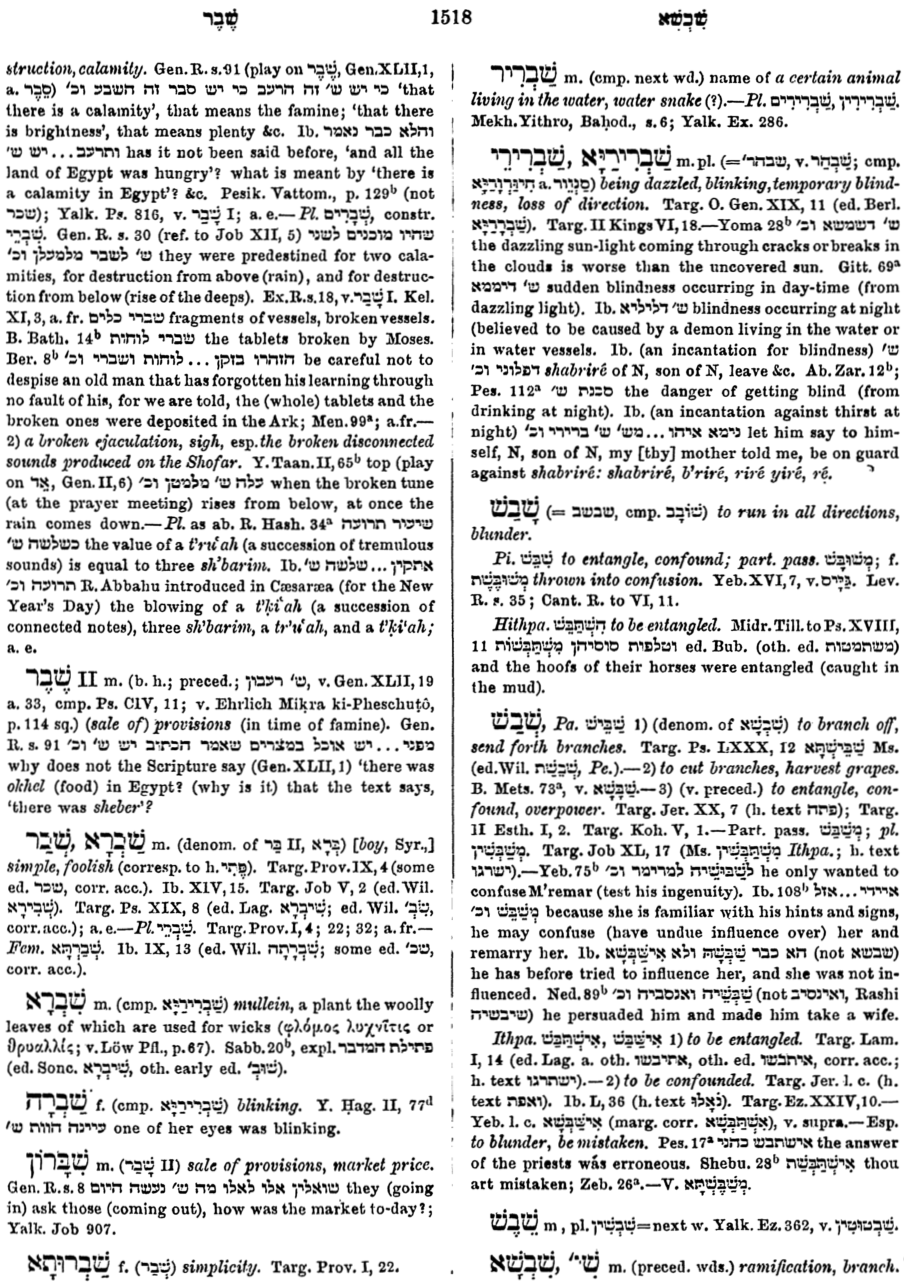 שֶׁבֶר
1518
שִׁבְשָׁא
struction, calamity. Gen. R. s. 91 (play on שֶׁבֶר, Gen. XLII, 1,
a. סֵבֶר) כי יש ש׳ זה הרעב כי יש סבר זה השבע וכ׳ 'that
there is a calamity', that means the famine; 'that there
is brightness', that means plenty &c. Ib. והלא כבר נאמר
ותרעב... יש ש׳ has it not been said before, 'and all the
land of Egypt was hungry'? what is meant by 'there is
a calamity in Egypt'? &c. Pesik. Vattom., p. 129b (not
שכר); Yalk. Ps. 816, v. שָׁבַר I; a. e.—Pl. שְׁבָרִים, constr.
שִׁבְרֵי. Gen. R. s. 30 (ref. to Job XII, 5) שהיו מוכנים לשני
ש׳ לשבר מלמעלן וכ׳ they were predestined for two cala-
mities, for destruction from above (rain), and for destruc-
tion from below (rise of the deeps). Ex. R. s. 18, v. שָׁבַר I. Kel.
XI, 3, a. fr. שברי כלים fragments of vessels, broken vessels.
B. Bath. 14b שברי לוחות the tablets broken by Moses.
Ber. 8b הזהרו בזקן... לוחות ושברי וכ׳ be careful not to
despise an old man that has forgotten his learning through
no fault of his, for we are told, the (whole) tablets and the
broken ones were deposited in the Ark; Men. 99a; a. fr.—
2) a broken ejaculation, sigh, esp. the broken disconnected
sounds produced on the Shofar. Y. Taan. II, 65b top (play
on אֵד, Gen. II, 6) עלה ש׳ מלמטן וכ׳ when the broken tune
(at the prayer meeting) rises from below, at once the
rain comes down.—Pl. as ab. R. Hash. 34a שיעור תרועה
כשלשה ש׳ the value of a t'ru'ah (a succession of tremulous
sounds) is equal to three sh'barim. Ib. אתקין... שלשה ש׳
תרועה וכ׳ R. Abbahu introduced in Cæsaræa (for the New
Year's Day) the blowing of a t'ḳi'ah (a succession of
connected notes), three sh'barim, a tr'u'ah, and a t'ḳi'ah;
a. e.
שֶׁבֶר II m. (b. h.; preced.; ש׳ רעבון, v. Gen. XLII, 19
a. 33, cmp. Ps. CIV, 11; v. Ehrlich Miḳra ki-Pheschuṭô,
p. 114 sq.) (sale of) provisions (in time of famine). Gen.
R. s. 91 מפני... יש אוכל במצרים שאמר הכתיב יש ש׳ וכ׳
why does not the Scripture say (Gen. XLII, 1) 'there was
okhel (food) in Egypt? (why is it) that the text says,
'there was sheber'?
שַׁבְרָא, שְׁבַר m. (denom. of בַּר II, בְּרָא) [boy, Syr.,]
simple, foolish (corresp. to h. פֶּתִי). Targ. Prov. IX, 4 (some
ed. שכר, corr. acc.). Ib. XIV, 15. Targ. Job V, 2 (ed. Wil.
שְׁבִירָא). Targ. Ps. XIX, 8 (ed. Lag. שֵׁיבְרָא; ed. Wil. שֹׁבְ׳,
corr. acc.); a. e.—Pl. שַׁבְרֵי. Targ. Prov. I, 4; 22; 32; a. fr.—
Fem. שַׁבְרְתָּא. Ib. IX, 13 (ed. Wil. שַׁבְרָתָה; some ed. שכ׳,
corr. acc.).
שַׁבְרָא m. (cmp. שַׁבְרִירַיָּא) mullein, a plant the woolly
leaves of which are used for wicks (φλόμος λυχνῖτις or
θρυαλλίς; v. Löw Pfl., p. 67). Sabb. 20b, expl. פתילת המדבר
(ed. Sonc. שֵׁיבְרָא, oth. early ed. שוב׳).
שַׁבְרָה f. (cmp. שַׁבְרִירַיָּא) blinking. Y. Ḥag. II, 77d
עיינה חוות ש׳ one of her eyes was blinking.
שִׁבָּרוֹן m. (שָׁבַר II) sale of provisions, market price.
Gen. R. s. 8 שואלין אלו לאלו מה ש׳ נעשה היום they (going
in) ask those (coming out), how was the market to-day?;
Yalk. Job 907.
שַׁבְרוּתָא f. (שְׁבַר) simplicity. Targ. Prov. I, 22.
שַׁבְרִיר m. (cmp. next wd.) name of a certain animal
living in the water, water snake (?).—Pl. שַׁבְרִירִין, שַׁבְרִירִים.
Mekh. Yithro, Baḥod., s. 6; Yalk. Ex. 286.
שַׁבְרִירַיָּא, שַׁבְרִירֵי m. pl. (=שבהר׳, v. שַׁבְהַר; cmp.
חִיוַּרְוָרַיָּא a. סַנְוֵר) being dazzled, blinking, temporary blind-
ness, loss of direction. Targ. O. Gen. XIX, 11 (ed. Berl.
שַׁבְרָרַיָּא). Targ. II Kings VI, 18.—Yoma 28b ש׳ דשמשא וכ׳
the dazzling sun-light coming through cracks or breaks in
the clouds is worse than the uncovered sun. Gitt. 69a
ש׳ דיממא sudden blindness occurring in day-time (from
dazzling light). Ib. ש׳ דלילא blindness occurring at night
(believed to be caused by a demon living in the water or
in water vessels. Ib. (an incantation for blindness) ש׳
דפלוני וכ׳ shabriré of N, son of N, leave &c. Ab. Zar. 12b;
Pes. 112a סכנת ש׳ the danger of getting blind (from
drinking at night). Ib. (an incantation against thirst at
night) נימא איהו... מש׳ ש׳ ברירי וכ׳ let him say to him-
self, N, son of N, my [thy] mother told me, be on guard
against shabriré: shabriré, b'riré, riré yiré, ré.
שָׁבַשׁ (= שבשב, cmp. שׁוֹבָב) to run in all directions,
blunder.
Pi. שִׁבֵּשׁ to entangle, confound; part. pass. מְשׁוּבָּשׁ; f.
מְשׁוּבֶּשֶׁת thrown into confusion. Yeb. XVI, 7, v. גַּיָּיס. Lev.
R. s. 35; Cant. R. to VI, 11.
Hithpa. הִשְׁתַּבֵּשׁ to be entangled. Midr. Till. to Ps. XVIII,
11 וטלפות סוסיהן מִשְׁתַּבְּשׁוֹת ed. Bub. (oth. ed. משתמטות)
and the hoofs of their horses were entangled (caught in
the mud).
שְׁבַשׁ, Pa. שַׁבֵּישׁ 1) (denom. of שִׁבְשָׁא) to branch off,
send forth branches. Targ. Ps. LXXX, 12 שַׁבֵּישְׁתָּא Ms.
(ed. Wil. שְׁבֵשַׁת, Pe.).—2) to cut branches, harvest grapes.
B. Mets. 73a, v. שַׁבָּשָׁא.—3) (v. preced.) to entangle, con-
found, overpower. Targ. Jer. XX, 7 (h. text פתה); Targ.
II Esth. I, 2. Targ. Koh. V, 1.—Part. pass. מְשַׁבַּשׁ; pl.
מְשַׁבְּשִׁין. Targ. Job XL, 17 (Ms. מִשְׁתַּבְּשִׁין Ithpa.; h. text
ישרגו).—Yeb. 75b לְשַׁבּוּשֵׁיה למרימר וכ׳ he only wanted to
confuse M'remar (test his ingenuity). Ib. 108b איידי... אזל
מְשַׁבֵּשׁ וכ׳ because she is familiar with his hints and signs,
he may confuse (have undue influence over) her and
remarry her. Ib. הא כבר שַׁבְּשָׁהּ ולא אִישַׁבְּשָׁא (not שבשא)
he has before tried to influence her, and she was not in-
fluenced. Ned. 89b שַׁבְּשֵׁיה ואנסביה וכ׳ (not ואינסיב, Rashi
שיבשיה) he persuaded him and made him take a wife.
Ithpa. אִישַׁבֵּשׁ, אִישְׁתַּבֵּשׁ 1) to be entangled. Targ. Lam.
I, 14 (ed. Lag. a. oth. אתיבשו, oth. ed. איתבשו, corr. acc.;
h. text ישתרגו).—2) to be confounded. Targ. Jer. l. c. (h.
text ואפת). Ib. L, 36 (h. text נֹאָלוּ). Targ. Ez. XXIV, 10.—
Yeb. l. c. אִישַׁבְּשָׁא (marg. corr. אִשְׁתַּבְּשָׁא), v. supra.—Esp.
to blunder, be mistaken. Pes. 17a אישתבש כהני the answer
of the priests was erroneous. Shebu. 28b אִישְׁתַּבַּשְׁתְּ thou
art mistaken; Zeb. 26a.—V. מְשַׁבֶּשְׁתָּא.
שֶׁבֶשׁ m, pl. שִׁבְשִׁין=next w. Yalk. Ez. 362, v. שַׁבְטוּטִין.
שִׁבְשָׁא, שִׁי׳ m. (preced. wds.) ramification, branch.